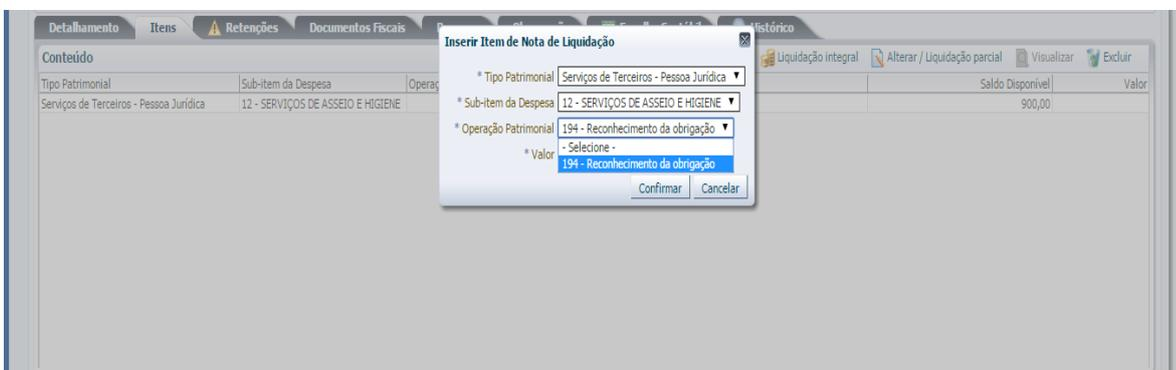 Detalhamento Itens Retenções Documentos Fiscais Histórico
Inserir Item de Nota de Liquidação
Conteúdo Liquidação integral Alterar / Liquidação parcial Visualizar Excluir
Tipo Patrimonial Sub-item da Despesa Saldo Disponível Valor
Serviços de Terceiros - Pessoa Jurídica 12 - SERVIÇOS DE ASSEIO E HIGIENE 900,00
* Tipo Patrimonial Serviços de Terceiros - Pessoa Jurídica
* Sub-item da Despesa 12 - SERVIÇOS DE ASSEIO E HIGIENE
* Operação Patrimonial 194 - Reconhecimento da obrigação
* Valor - Selecione -
194 - Reconhecimento da obrigação
Confirmar Cancelar